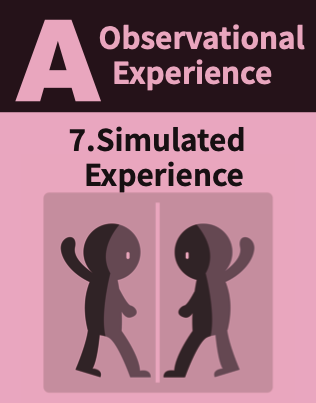 A Observational
Experience
7.Simulated
Experience